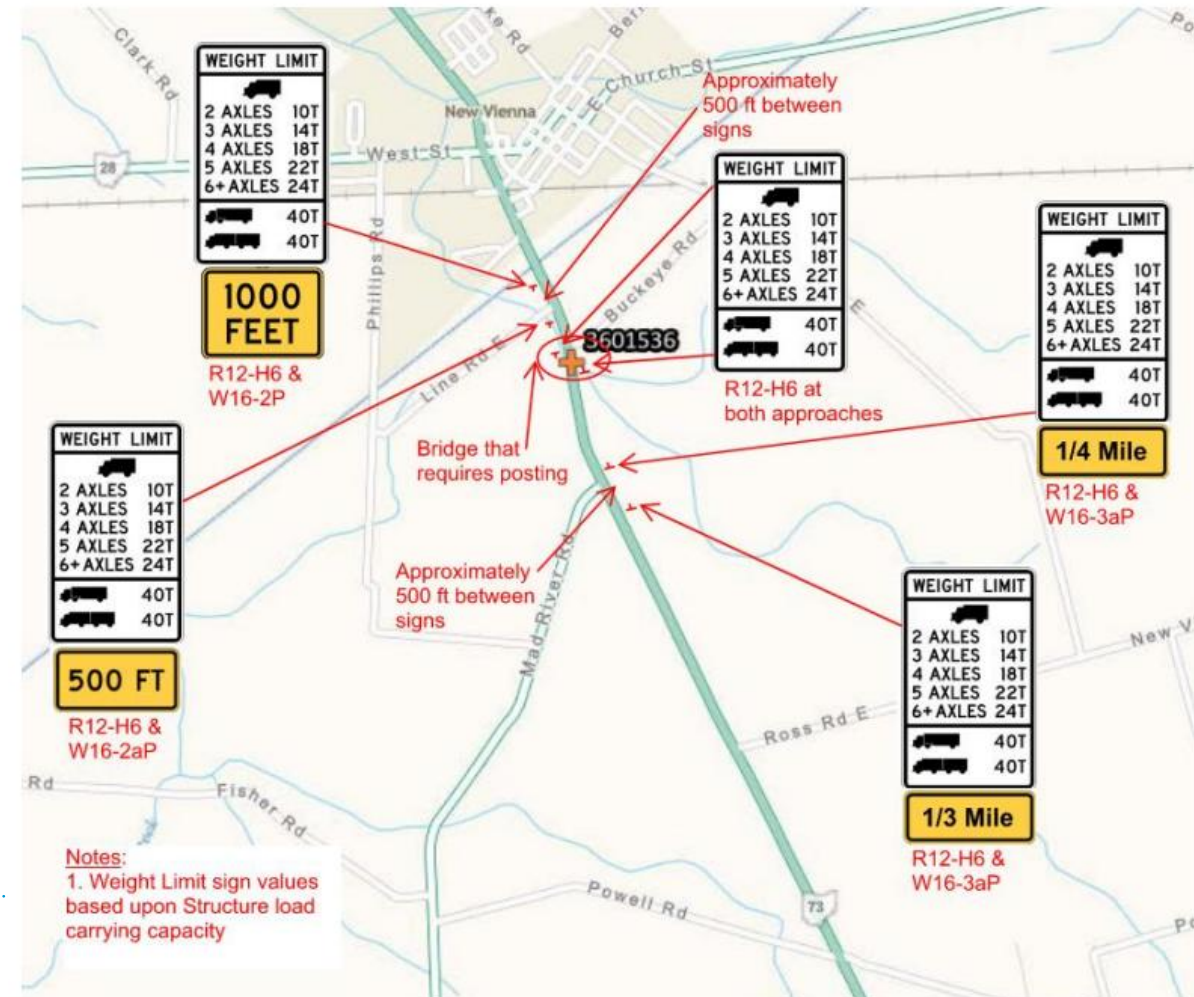 Clark Rd
ke Rd
Ber
Po
WEIGHT LIMIT
2 AXLES 10T
3 AXLES 14T
4 AXLES 18T
5 AXLES 22T
6+ AXLES 24T
40T
40T
1000
FEET
R12-H6 &
W16-2P
New Vienna
E Church St
West St
28
Approximately
500 ft between
signs
WEIGHT LIMIT
2 AXLES 10T
3 AXLES 14T
4 AXLES 18T
5 AXLES 22T
6+ AXLES 24T
40T
40T
R12-H6 at
both approaches
WEIGHT LIMIT
2 AXLES 10T
3 AXLES 14T
4 AXLES 18T
5 AXLES 22T
6+ AXLES 24T
40T
40T
1/4 Mile
R12-H6 &
W16-3aP
Phillips Rd
Buckeye Rd
m
3601536
Line Rd E
Bridge that
requires posting
WEIGHT LIMIT
2 AXLES 10T
3 AXLES 14T
4 AXLES 18T
5 AXLES 22T
6+ AXLES 24T
40T
40T
500 FT
R12-H6 &
W16-2aP
Approximately
500 ft between
signs
Mad River Rd
WEIGHT LIMIT
2 AXLES 10T
3 AXLES 14T
4 AXLES 18T
5 AXLES 22T
6+ AXLES 24T
40T
40T
1/3 Mile
R12-H6 &
W16-3aP
New V
Ross Rd E
Rd
Fisher Rd
Powell Rd
73
Po
Notes:
1. Weight Limit sign values
based upon Structure load
carrying capacity